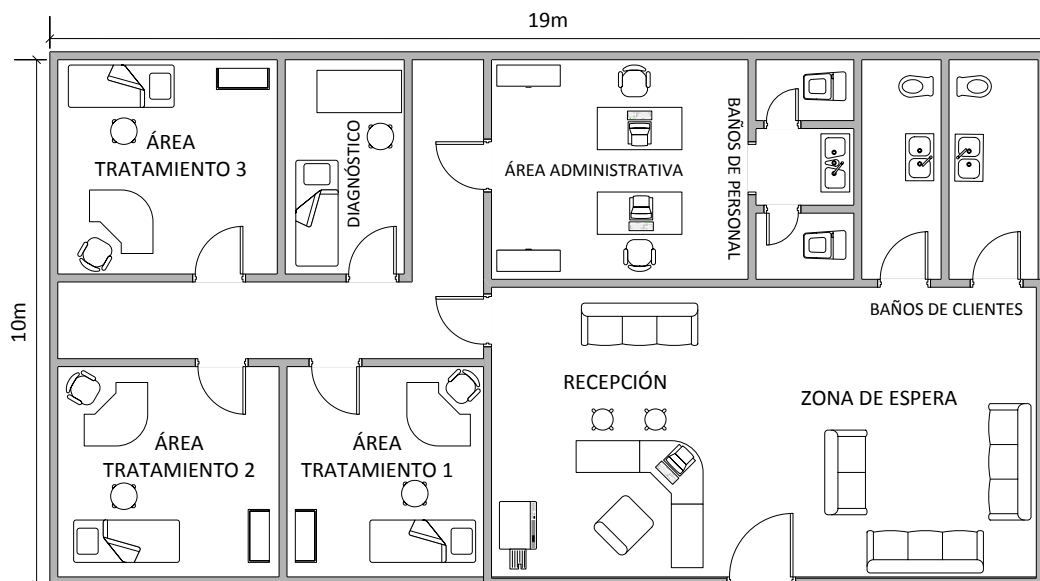 19m
10m
ÁREA
TRATAMIENTO 3
DIAGNÓSTICO
ÁREA ADMINISTRATIVA
BAÑOS DE PERSONAL
BAÑOS DE CLIENTES
RECEPCIÓN
ZONA DE ESPERA
ÁREA
TRATAMIENTO 2
ÁREA
TRATAMIENTO 1